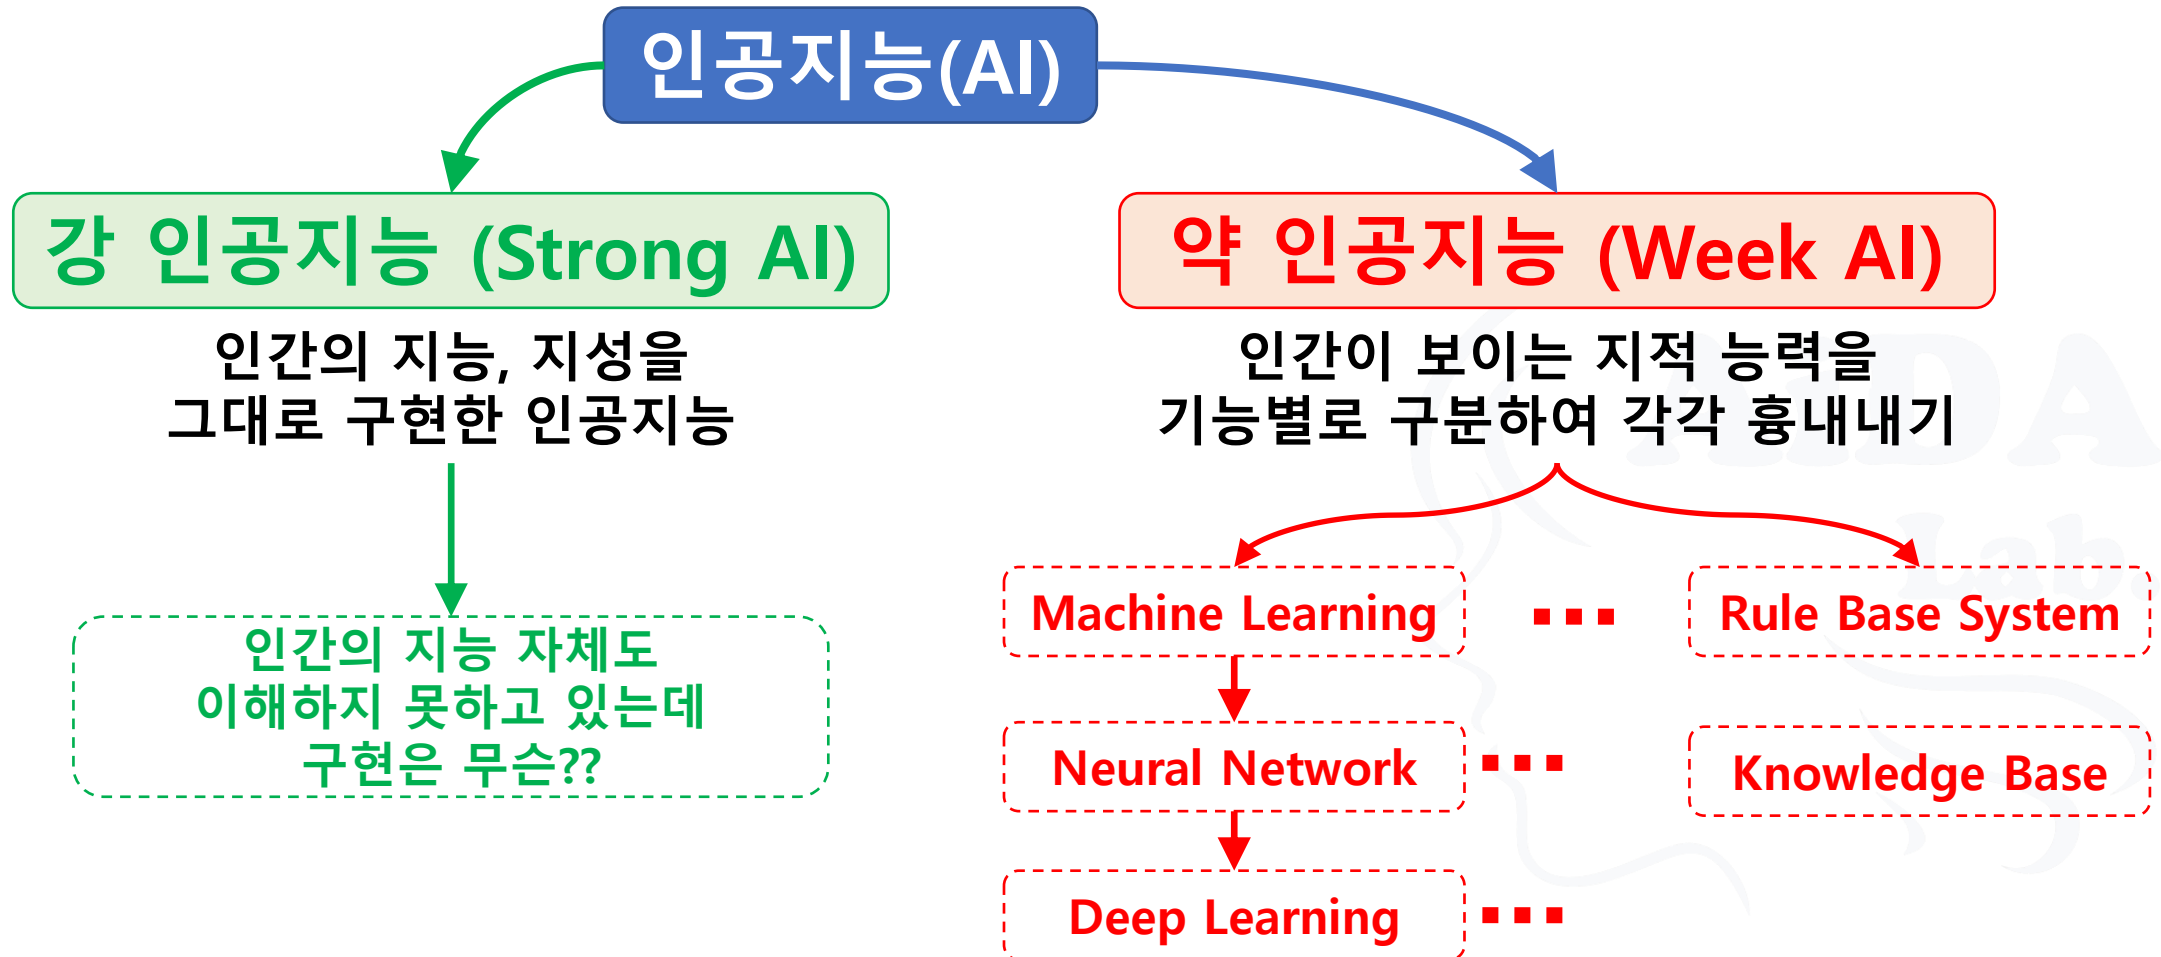 인공지능(AI)
강 인공지능 (Strong AI)
인간의 지능, 지성을
그대로 구현한 인공지능
인간의 지능 자체도
이해하지 못하고 있는데
구현은 무슨??
약 인공지능 (Week AI)
인간이 보이는 지적 능력을
기능별로 구분하여 각각 흉내내기
Machine Learning
Rule Base System
Neural Network
Knowledge Base
Deep Learning
AIDA
Lab.